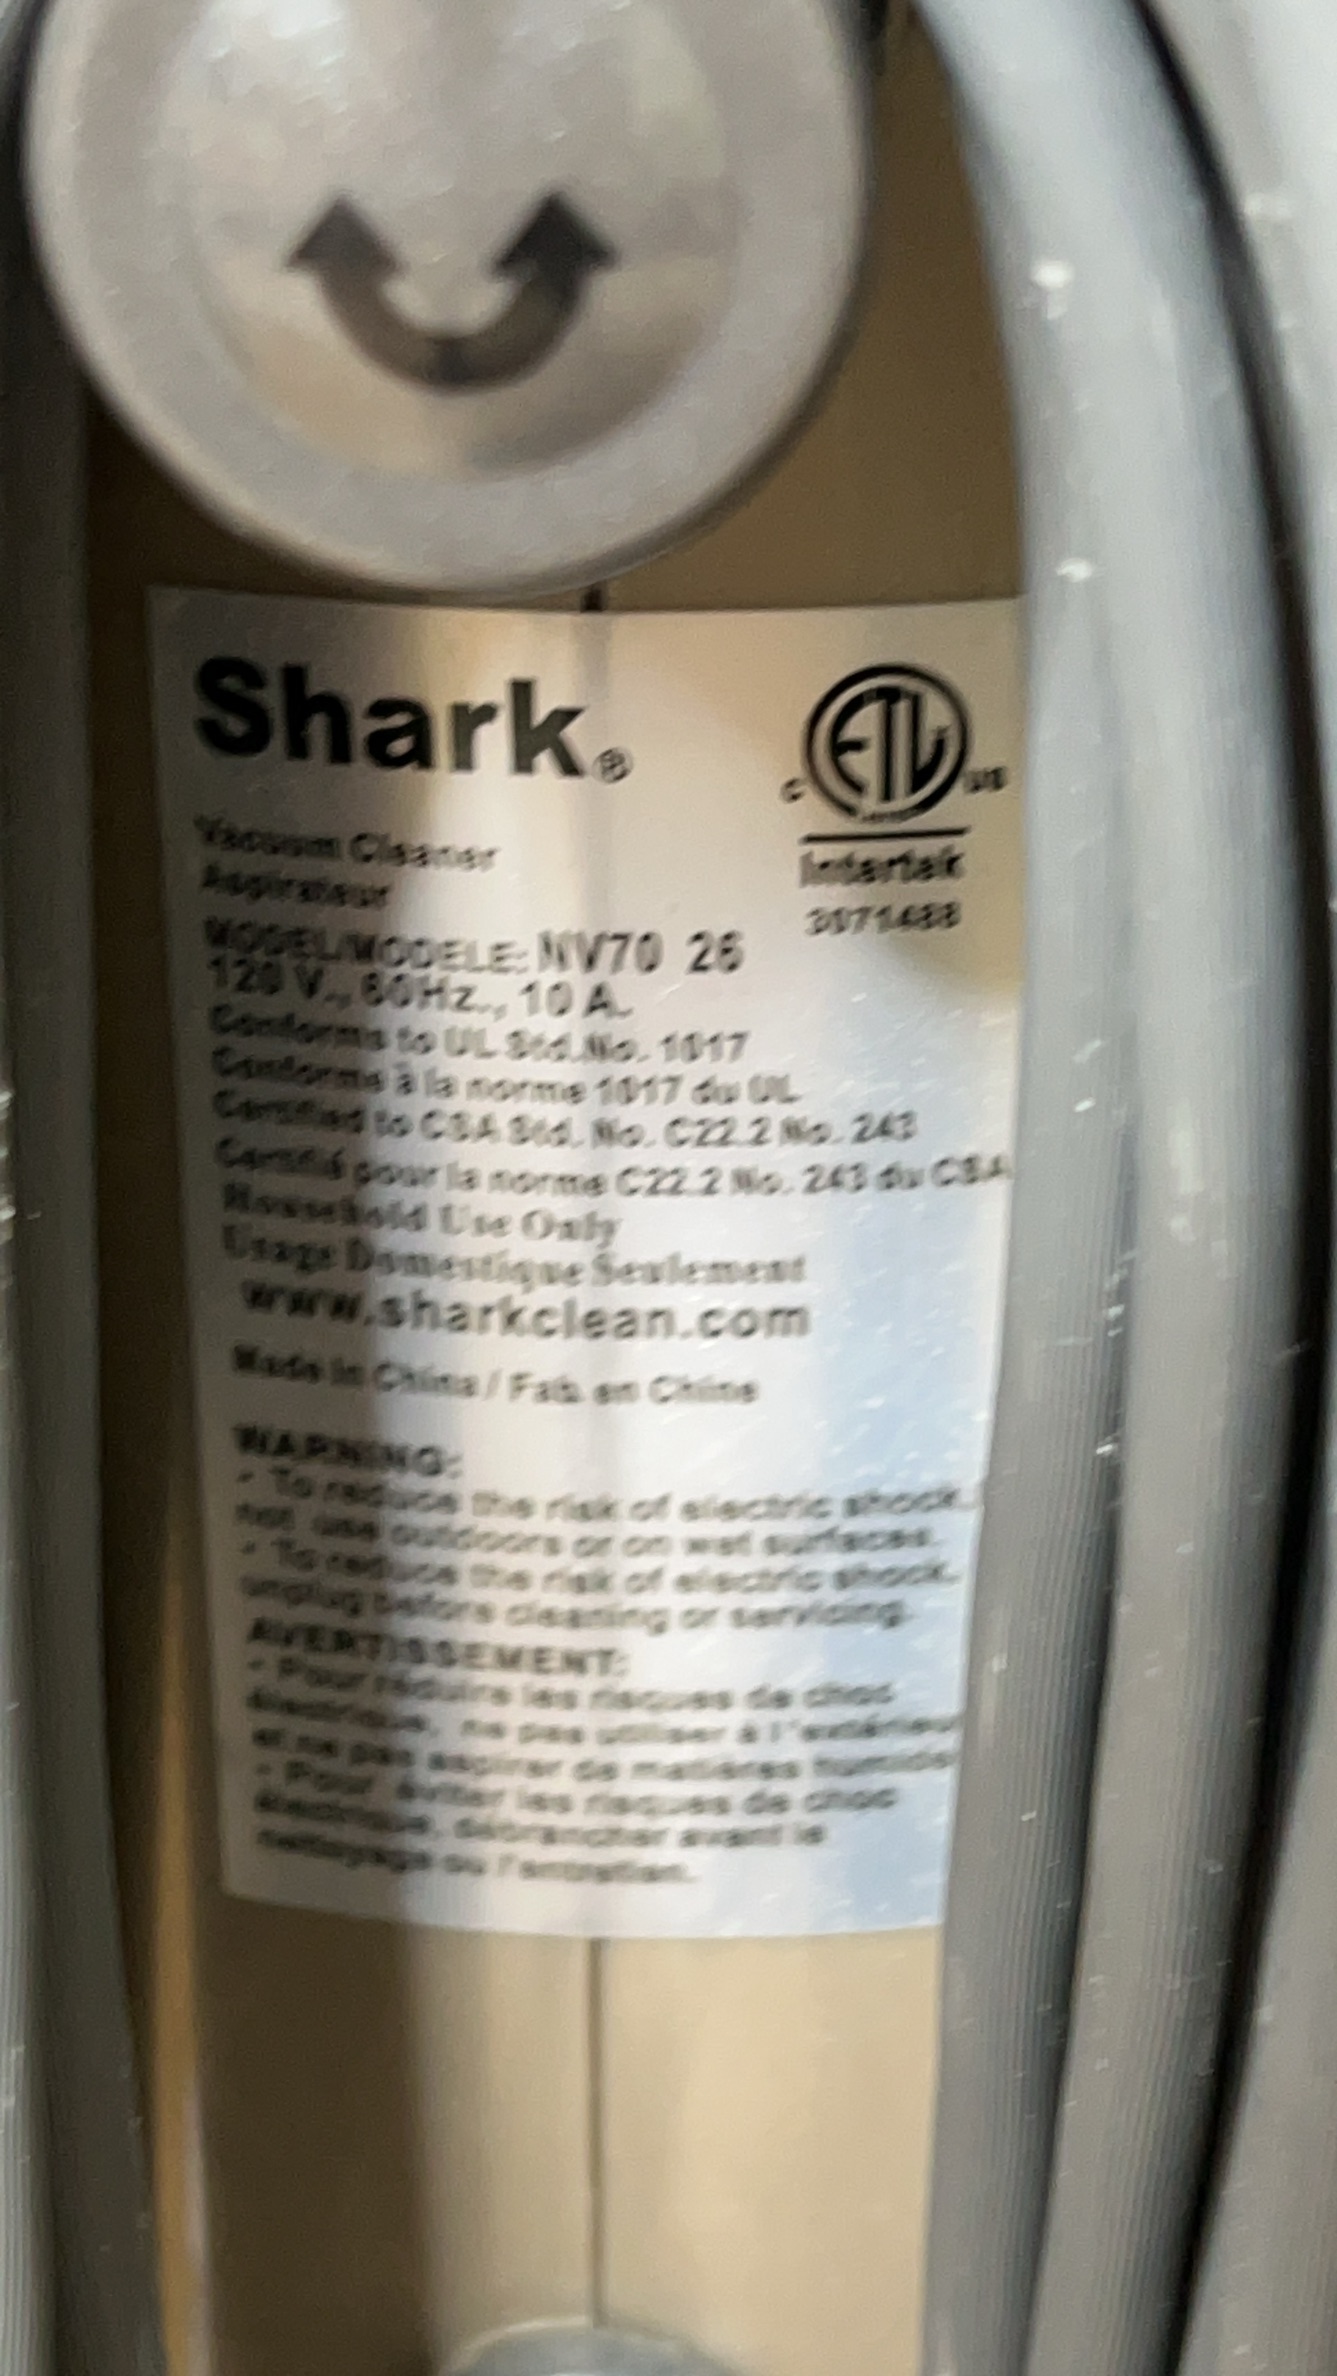 Shark®
ETL
C US
Intertek
3071488
Vacuum Cleaner
Aspirateur
MODEL/MODELE: NV70 26
120 V., 60Hz., 10 A.
Conforms to UL Std.No. 1017
Conforme à la norme 1017 du UL
Certified to CSA Std. No. C22.2 No. 243
Certifié pour la norme C22.2 No. 243 du CSA
Household Use Only
Usage Domestique Seulement
www.sharkclean.com
Made in China / Fab. en Chine
WARNING:
- To reduce the risk of electric shock,
not use outdoors or on wet surfaces.
- To reduce the risk of electric shock,
unplug before cleaning or servicing.
AVERTISSEMENT:
- Pour réduire les risques de choc
électrique, ne pas utiliser à l'extérieu
et ne pas aspirer de matières humide
- Pour éviter les risques de choc
électrique, débrancher avant le
nettoyage ou l'entretien.